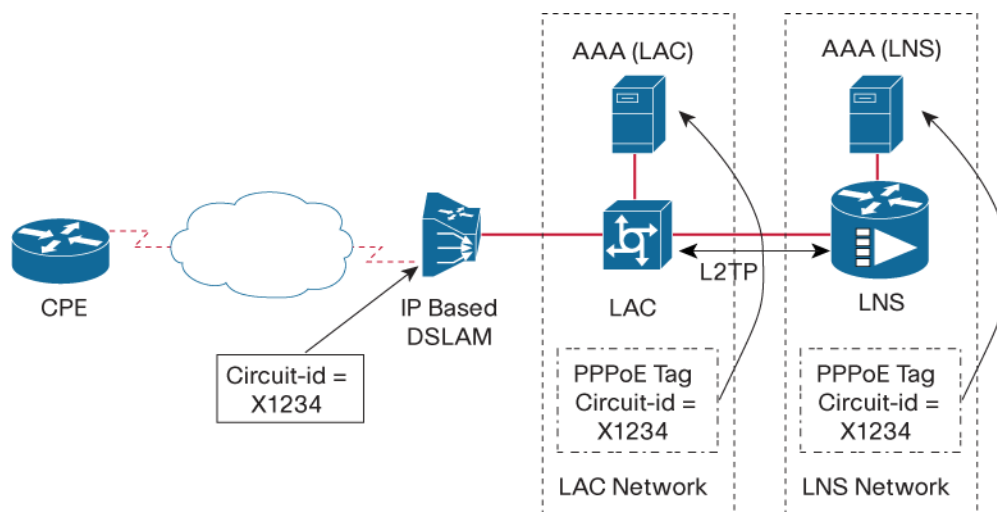 AAA (LAC)
AAA (LNS)
CPE
IP Based
DSLAM
LAC
L2TP
LNS
Circuit-id =
X1234
PPPoE Tag
Circuit-id =
X1234
PPPoE Tag
Circuit-id =
X1234
LAC Network
LNS Network